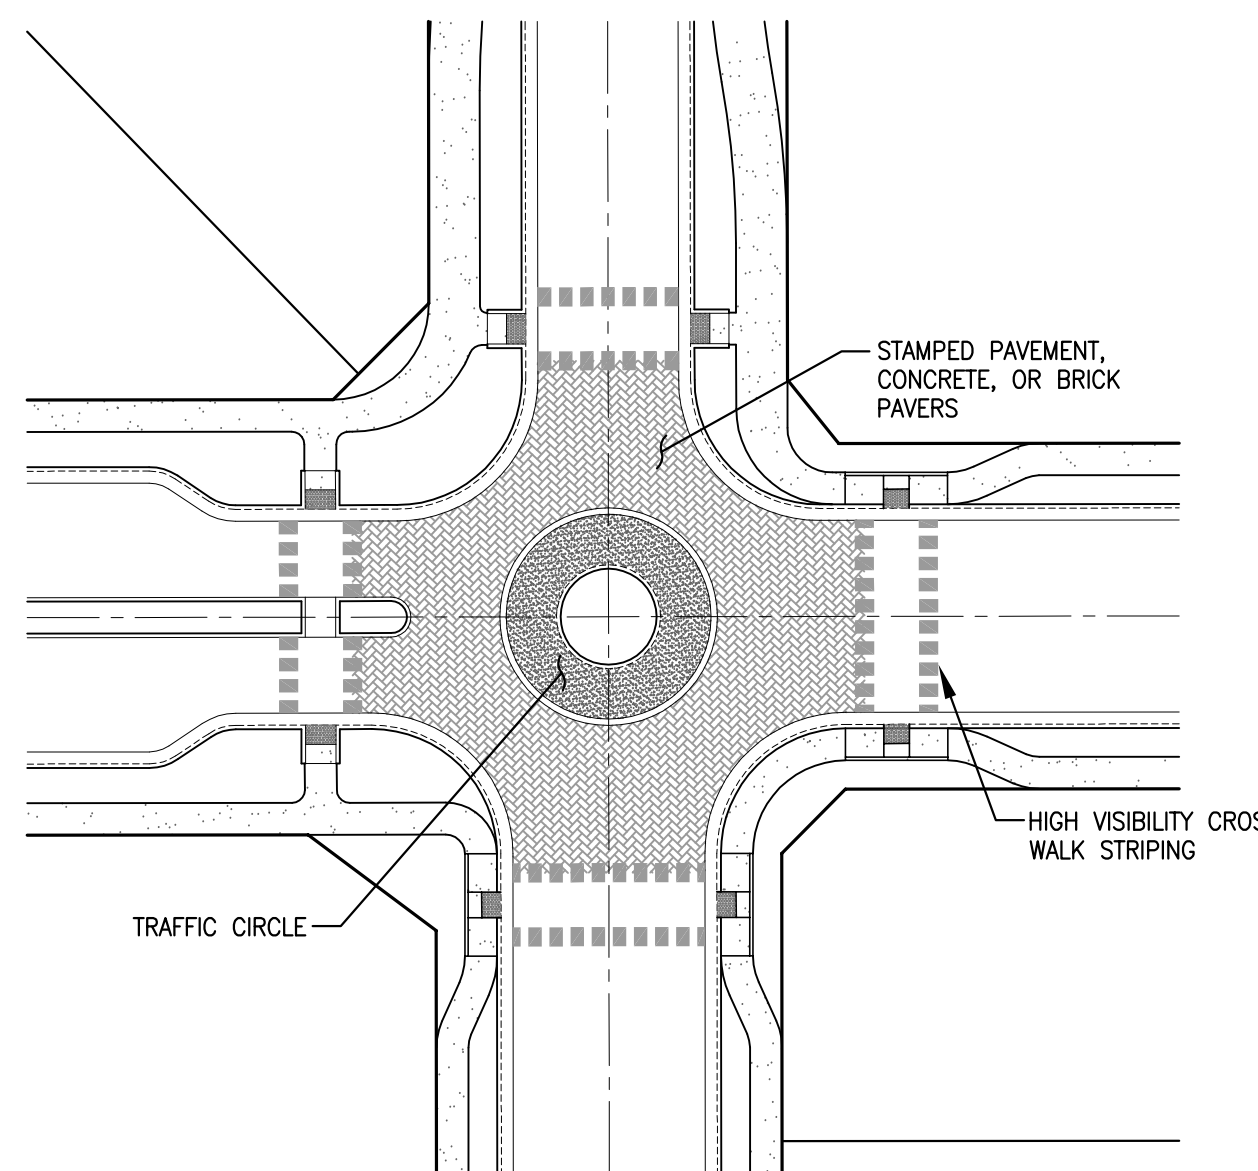 STAMPED PAVEMENT,
CONCRETE, OR BRICK
PAVERS
HIGH VISIBILITY CROS
WALK STRIPING
TRAFFIC CIRCLE